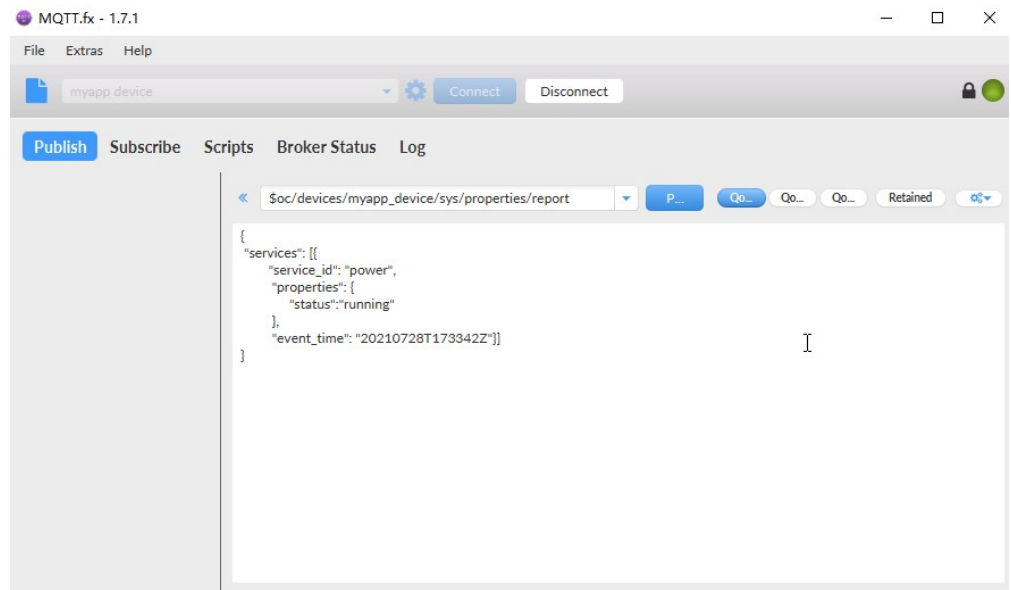 MQTT.fx - 1.7.1
File Extras Help
myapp device Connect Disconnect
Publish Subscribe Scripts Broker Status Log
$oc/devices/myapp_device/sys/properties/report P... Qo... Qo... Qo... Retained
{
"services": [{
"service_id": "power",
"properties": {
"status":"running"
},
"event_time": "20210728T173342Z"}]
}